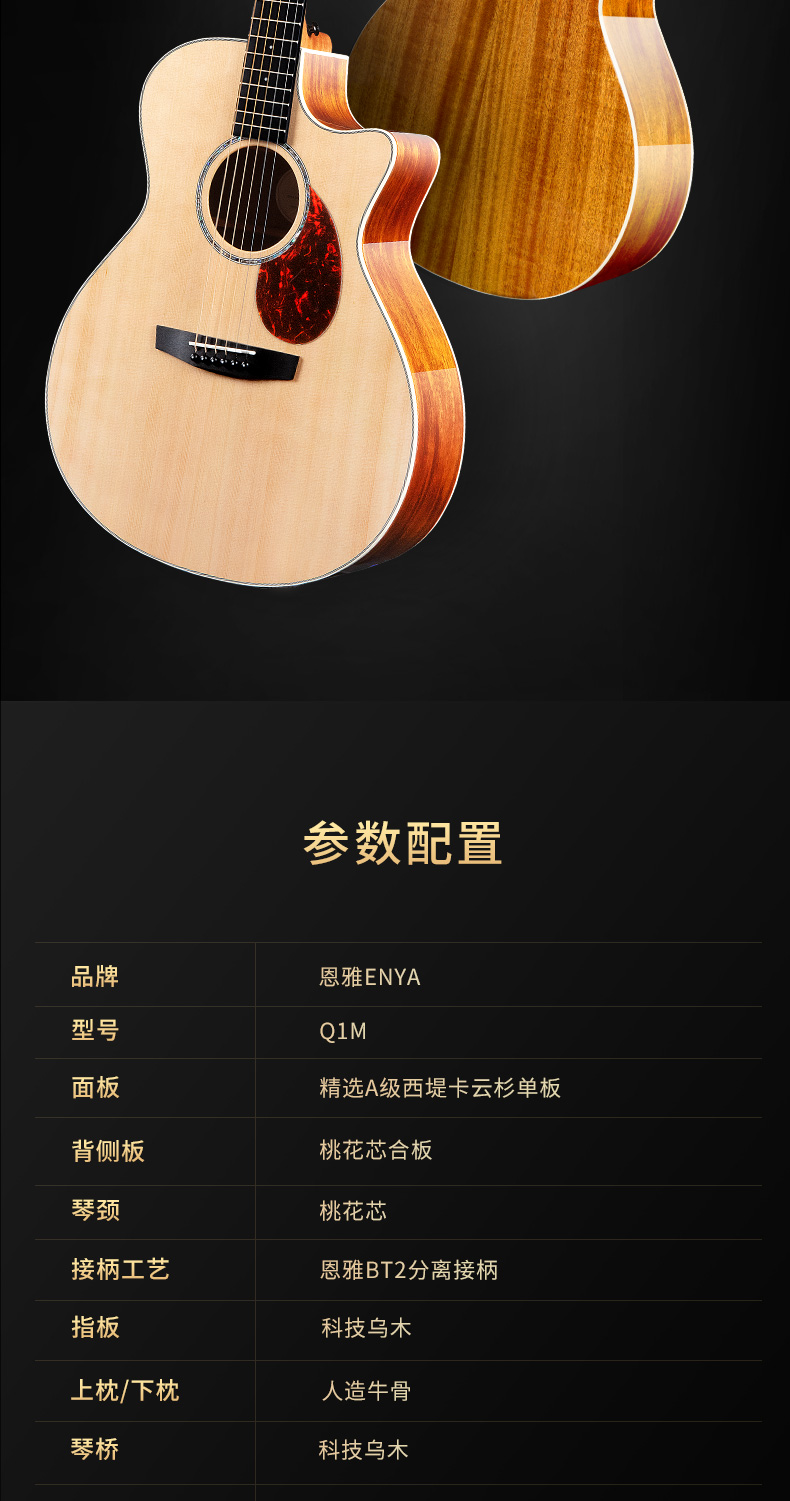 参数配置
品牌 恩雅ENYA
型号 Q1M
面板 精选A级西堤卡云杉单板
背侧板 桃花芯合板
琴颈 桃花芯
接柄工艺 恩雅BT2分离接柄
指板 科技乌木
上枕/下枕 人造牛骨
琴桥 科技乌木